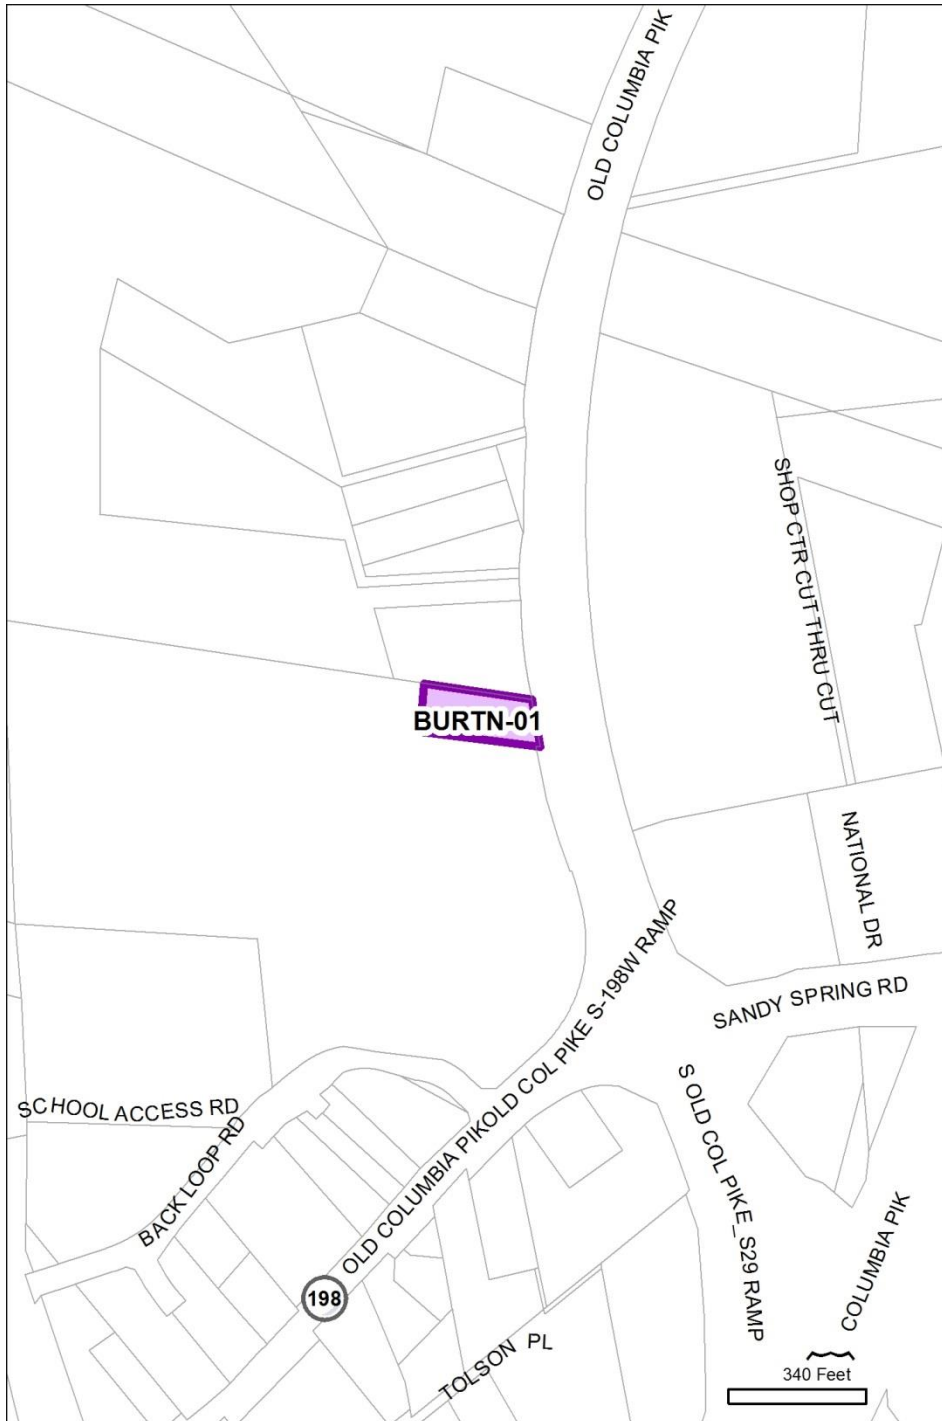 OLD COLUMBIA PIK
SHOP CTR CUT THRU CUT
BURTN-01
NATIONAL DR
OLD COLUMBIA PIKOLD COL PIKE S-198W RAMP
SANDY SPRING RD
SCHOOL ACCESS RD
BACK LOOP RD
S OLD COL PIKE_S29 RAMP
COLUMBIA PIK
198
TOLSON PL
340 Feet